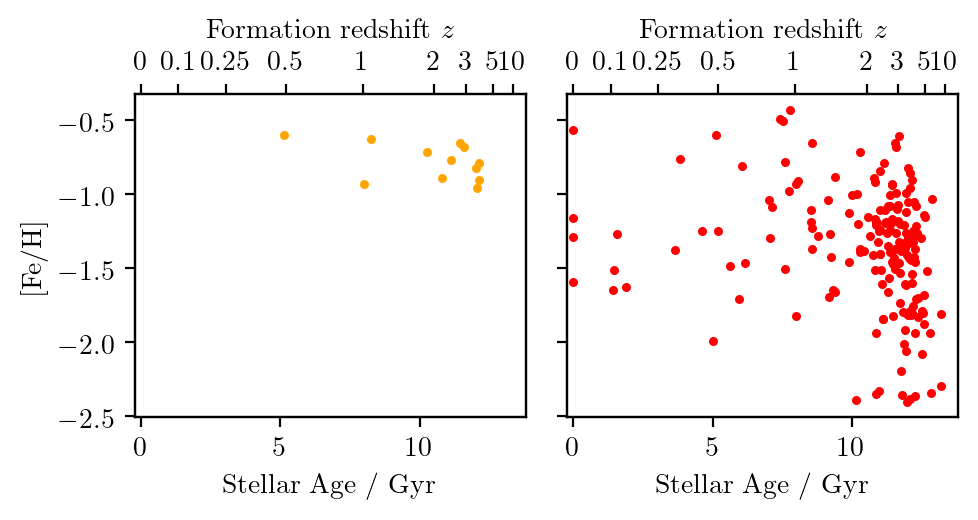 Formation redshift z
Formation redshift z
0 0.1 0.25 0.5 1 2 3 5 10
0 0.1 0.25 0.5 1 2 3 5 10
−0.5
−1.0
−1.5
−2.0
−2.5
[Fe/H]
0 5 10
0 5 10
Stellar Age / Gyr
Stellar Age / Gyr